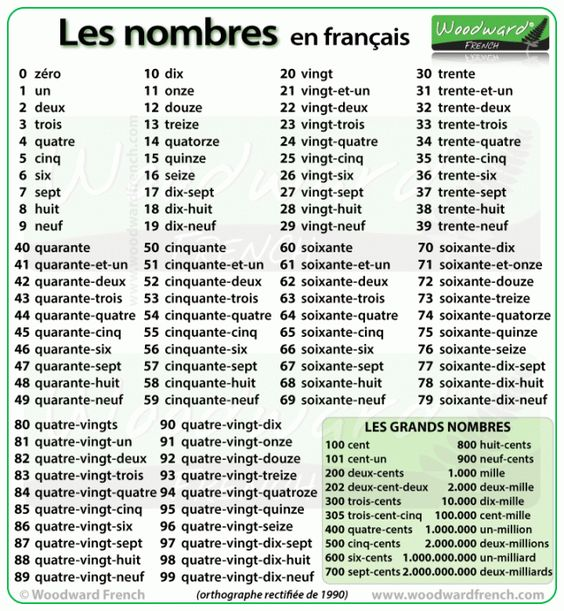 Les nombres en français
Woodward
FRENCH
0 zéro
1 un
2 deux
3 trois
4 quatre
5 cinq
6 six
7 sept
8 huit
9 neuf
10 dix
11 onze
12 douze
13 treize
14 quatorze
15 quinze
16 seize
17 dix-sept
18 dix-huit
19 dix-neuf
20 vingt
21 vingt-et-un
22 vingt-deux
23 vingt-trois
24 vingt-quatre
25 vingt-cinq
26 vingt-six
27 vingt-sept
28 vingt-huit
29 vingt-neuf
30 trente
31 trente-et-un
32 trente-deux
33 trente-trois
34 trente-quatre
35 trente-cinq
36 trente-six
37 trente-sept
38 trente-huit
39 trente-neuf
40 quarante
41 quarante-et-un
42 quarante-deux
43 quarante-trois
44 quarante-quatre
45 quarante-cinq
46 quarante-six
47 quarante-sept
48 quarante-huit
49 quarante-neuf
50 cinquante
51 cinquante-et-un
52 cinquante-deux
53 cinquante-trois
54 cinquante-quatre
55 cinquante-cinq
56 cinquante-six
57 cinquante-sept
58 cinquante-huit
59 cinquante-neuf
60 soixante
61 soixante-et-un
62 soixante-deux
63 soixante-trois
64 soixante-quatre
65 soixante-cinq
66 soixante-six
67 soixante-sept
68 soixante-huit
69 soixante-neuf
70 soixante-dix
71 soixante-et-onze
72 soixante-douze
73 soixante-treize
74 soixante-quatorze
75 soixante-quinze
76 soixante-seize
77 soixante-dix-sept
78 soixante-dix-huit
79 soixante-dix-neuf
80 quatre-vingts
81 quatre-vingt-un
82 quatre-vingt-deux
83 quatre-vingt-trois
84 quatre-vingt-quatre
85 quatre-vingt-cinq
86 quatre-vingt-six
87 quatre-vingt-sept
88 quatre-vingt-huit
89 quatre-vingt-neuf
90 quatre-vingt-dix
91 quatre-vingt-onze
92 quatre-vingt-douze
93 quatre-vingt-treize
94 quatre-vingt-quatroze
95 quatre-vingt-quinze
96 quatre-vingt-seize
97 quatre-vingt-dix-sept
98 quatre-vingt-dix-huit
99 quatre-vingt-dix-neuf
LES GRANDS NOMBRES
100 cent
101 cent-un
200 deux-cents
202 deux-cent-deux
300 trois-cents
305 trois-cent-cinq
400 quatre-cents
500 cinq-cents
600 six-cents
700 sept-cents
800 huit-cents
900 neuf-cents
1.000 mille
2.000 deux-mille
10.000 dix-mille
100.000 cent-mille
1.000.000 un-million
2.000.000 deux-millions
1.000.000.000 un-milliard
2.000.000.000 deux-milliards
© Woodward French
(orthographe rectifiée de 1990)
www.woodwardfrench.com